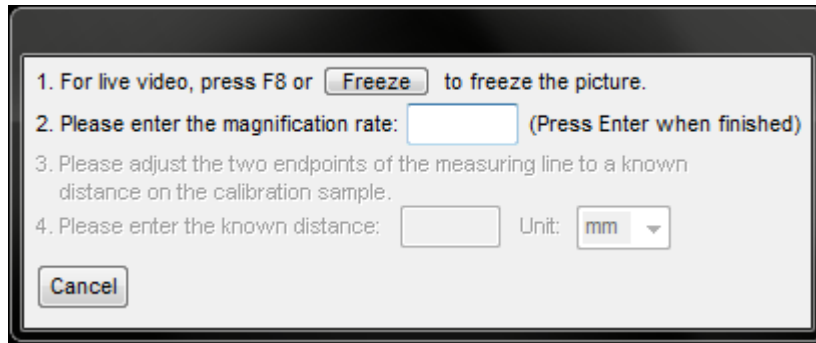 1. For live video, press F8 or Freeze to freeze the picture.
2. Please enter the magnification rate: (Press Enter when finished)
3. Please adjust the two endpoints of the measuring line to a known
distance on the calibration sample.
4. Please enter the known distance: Unit: mm
Cancel